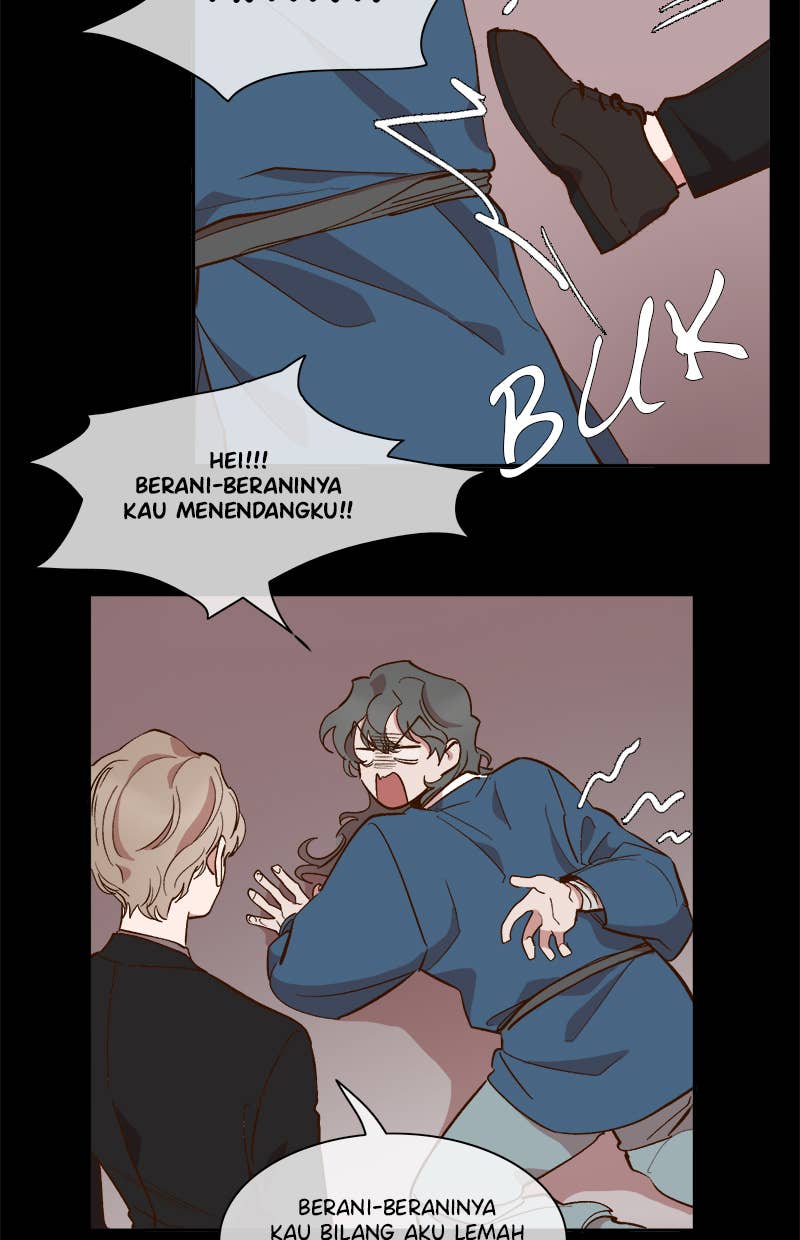 BUK
HEI!!!
BERANI-BERANINYA
KAU MENENDANGKU!!
BERANI-BERANINYA
KAU BILANG AKU LEMAH